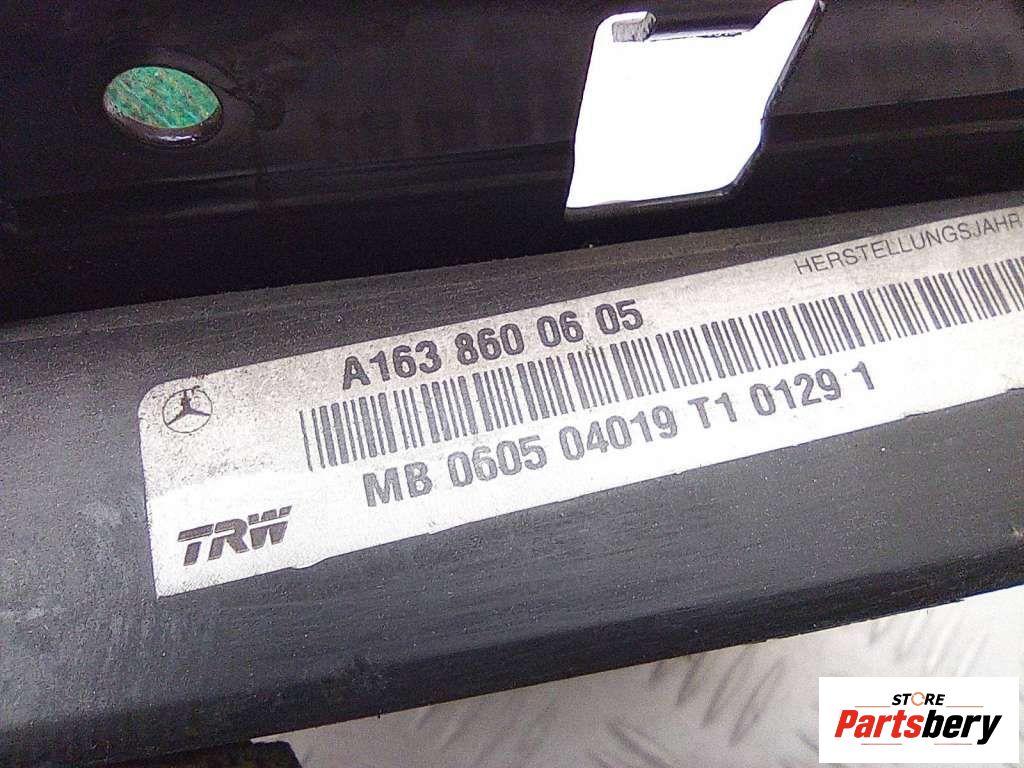 HERSTELLUNGSJAHR
A163 860 06 05
MB 0605 04019 T1 0129 1
TRW
STORE
Partsbery